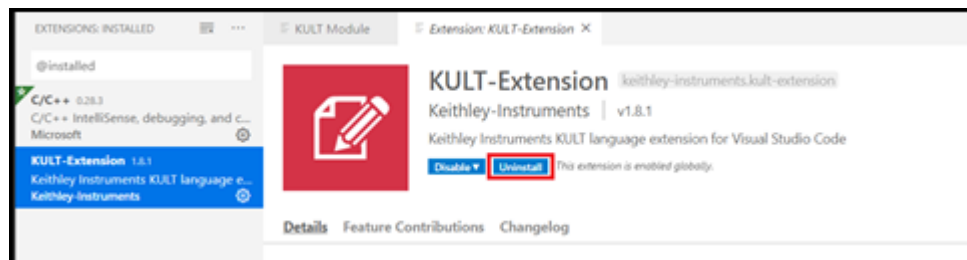 EXTENSIONS: INSTALLED
@installed
C/C++ 0.28.3
C/C++ IntelliSense, debugging, and c...
Microsoft
KULT-Extension 1.8.1
Keithley Instruments KULT language e...
Keithley-Instruments
KULT Module
Extension: KULT-Extension ×
KULT-Extension keithley-instruments.kult-extension
Keithley-Instruments | v1.8.1
Keithley Instruments KULT language extension for Visual Studio Code
Disable Uninstall This extension is enabled globally.
Details Feature Contributions Changelog